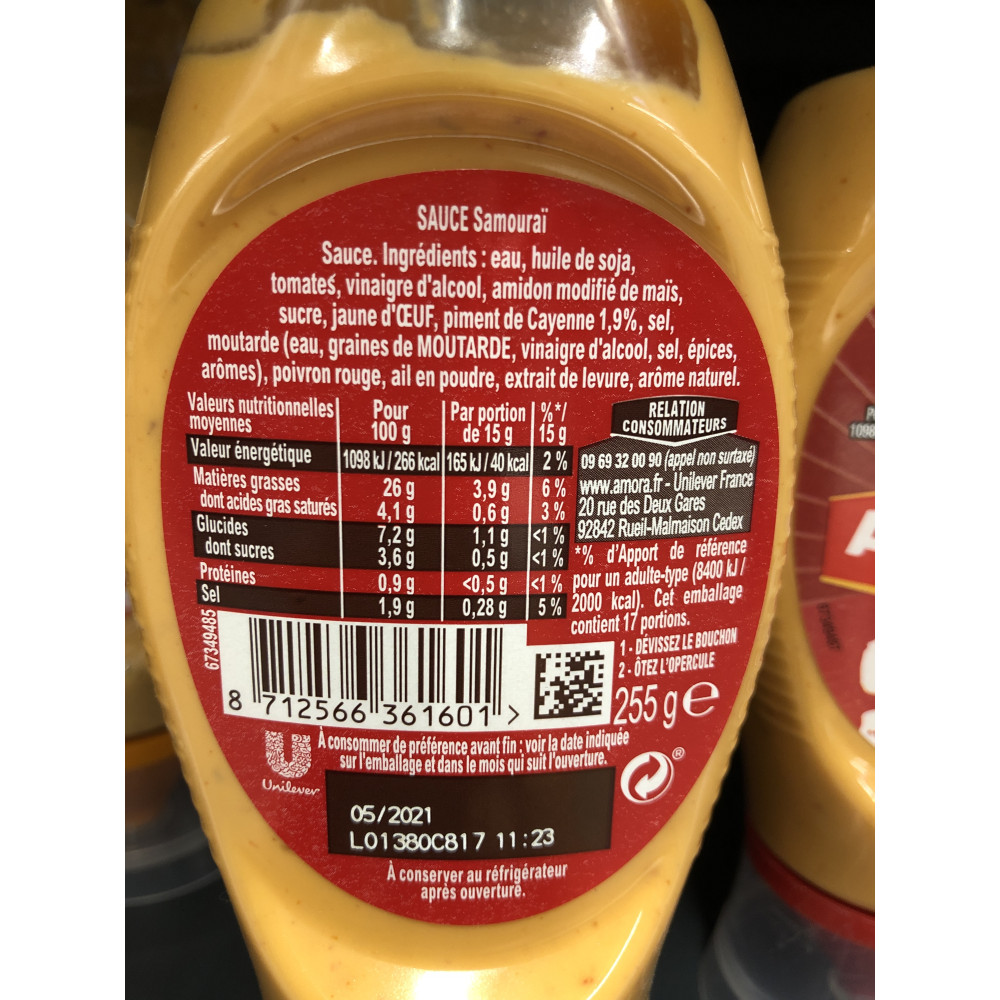 SAUCE Samouraï
Sauce. Ingrédients : eau, huile de soja,
tomates, vinaigre d'alcool, amidon modifié de maïs,
sucre, jaune d'ŒUF, piment de Cayenne 1,9%, sel,
moutarde (eau, graines de MOUTARDE, vinaigre d'alcool, sel, épices,
arômes), poivron rouge, ail en poudre, extrait de levure, arôme naturel.
Valeurs nutritionnelles moyennes | Pour 100 g | Par portion de 15 g | %*/ 15 g
Valeur énergétique | 1098 kJ / 266 kcal | 165 kJ / 40 kcal | 2 %
Matières grasses | 26 g | 3,9 g | 6 %
dont acides gras saturés | 4,1 g | 0,6 g | 3 %
Glucides | 7,2 g | 1,1 g | <1 %
dont sucres | 3,6 g | 0,5 g | <1 %
Protéines | 0,9 g | <0,5 g | <1 %
Sel | 1,9 g | 0,28 g | 5 %
RELATION
CONSOMMATEURS
09 69 32 00 90 (appel non surtaxé)
www.amora.fr - Unilever France
20 rue des Deux Gares
92842 Rueil-Malmaison Cedex
*% d'Apport de référence
pour un adulte-type (8400 kJ /
2000 kcal). Cet emballage
contient 17 portions.
1 - DÉVISSEZ LE BOUCHON
2 - ÔTEZ L'OPERCULE
67349485
8 712566 361601 >
255 g e
À consommer de préférence avant fin : voir la date indiquée
sur l'emballage et dans le mois qui suit l'ouverture.
Unilever
®
05/2021
L01380C817 11:23
À conserver au réfrigérateur
après ouverture.
1098